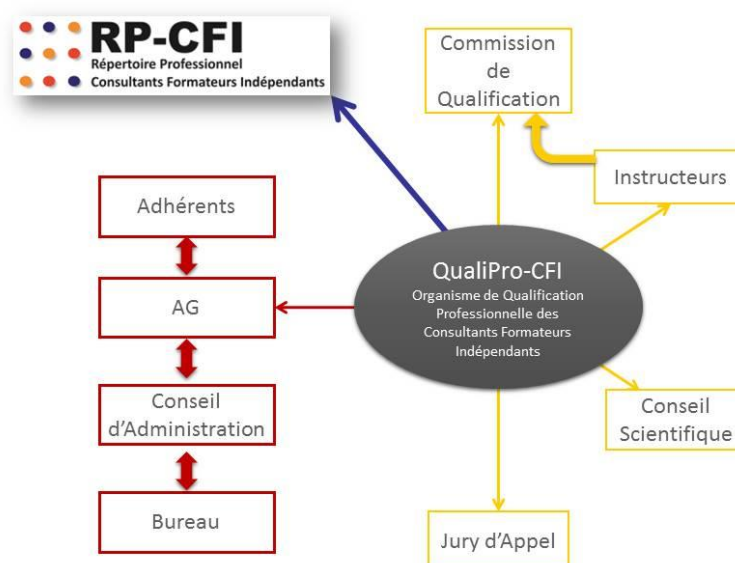 RP-CFI
Répertoire Professionnel
Consultants Formateurs Indépendants
Commission
de
Qualification
Instructeurs
Adhérents
AG
Conseil
d'Administration
Bureau
QualiPro-CFI
Organisme de Qualification
Professionnelle des
Consultants Formateurs
Indépendants
Conseil
Scientifique
Jury d'Appel